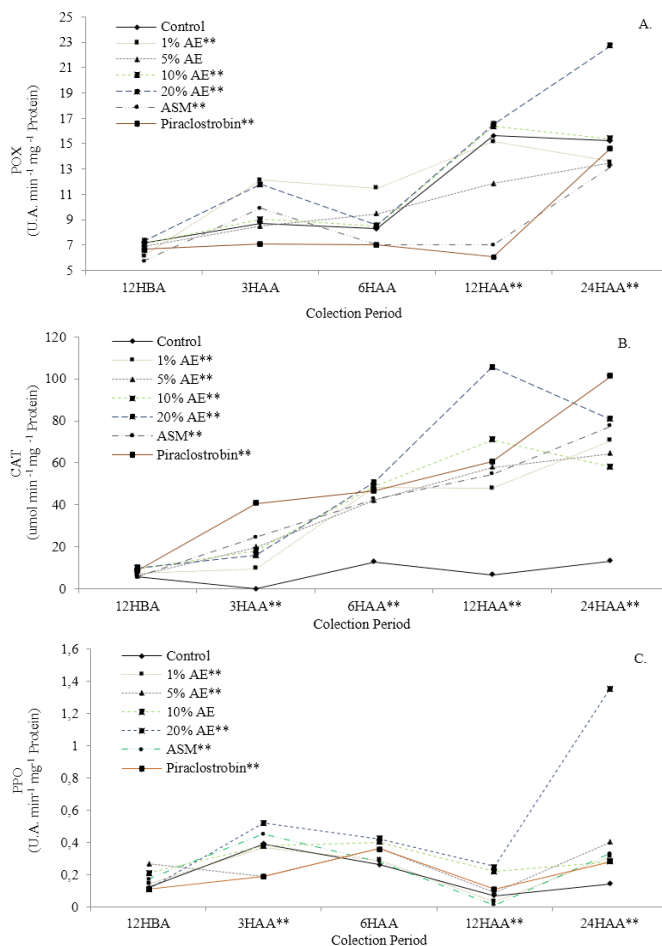 A.
Control
1% AE**
5% AE
10% AE**
20% AE**
ASM**
Piraclostrobin**
POX
(U.A. min -1 mg -1 Protein)
25
23
21
19
17
15
13
11
9
7
5
12HBA 3HAA 6HAA 12HAA** 24HAA**
Colection Period
B.
Control
1% AE**
5% AE**
10% AE**
20% AE**
ASM**
Piraclostrobin**
CAT
(umol min -1 mg -1 Protein)
120
100
80
60
40
20
0
12HBA 3HAA** 6HAA** 12HAA** 24HAA**
Colection Period
C.
Control
1% AE**
5% AE**
10% AE
20% AE**
ASM**
Piraclostrobin**
PPO
(U.A. min-1 mg-1 Protein)
1,6
1,4
1,2
1
0,8
0,6
0,4
0,2
0
12HBA 3HAA** 6HAA 12HAA** 24HAA**
Colection Period